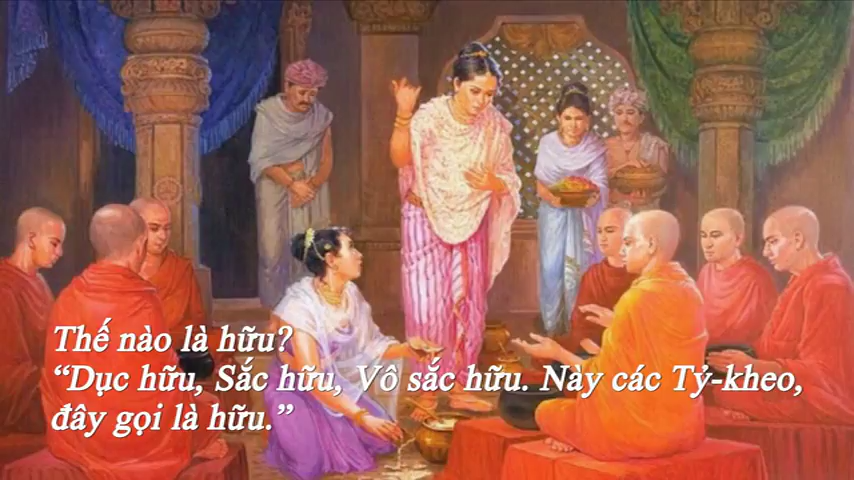 Thế nào là hữu?
“Dục hữu, Sắc hữu, Vô sắc hữu. Này các Tỷ-kheo,
đây gọi là hữu.”